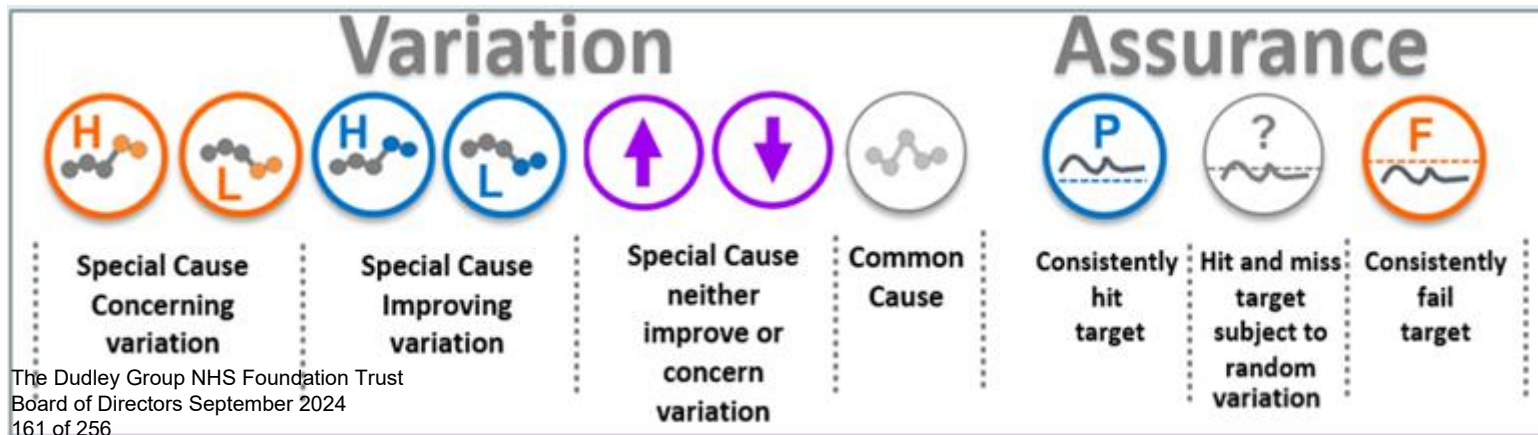 Variation
Assurance
H
L
H
L
P
?
F
Special Cause
Concerning
variation
Special Cause
Improving
variation
Special Cause
neither
improve or
concern
variation
Common
Cause
Consistently
hit
target
Hit and miss
target
subject to
random
variation
Consistently
fail
target
The Dudley Group NHS Foundation Trust
Board of Directors September 2024
161 of 256